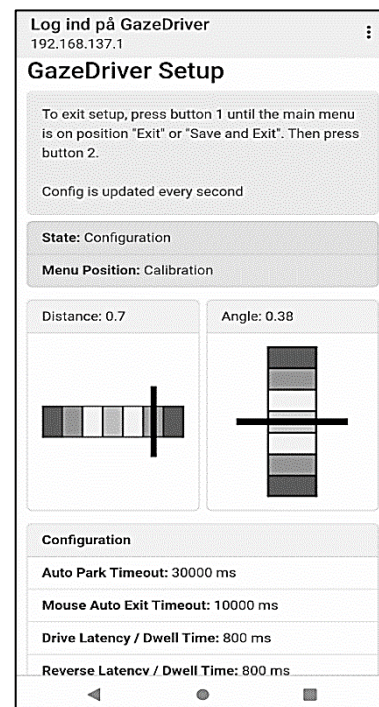 Log ind på GazeDriver
192.168.137.1
GazeDriver Setup
To exit setup, press button 1 until the main menu
is on position "Exit" or "Save and Exit". Then press
button 2.
Config is updated every second
State: Configuration
Menu Position: Calibration
Distance: 0.7
Angle: 0.38
Configuration
Auto Park Timeout: 30000 ms
Mouse Auto Exit Timeout: 10000 ms
Drive Latency / Dwell Time: 800 ms
Reverse Latency / Dwell Time: 800 ms